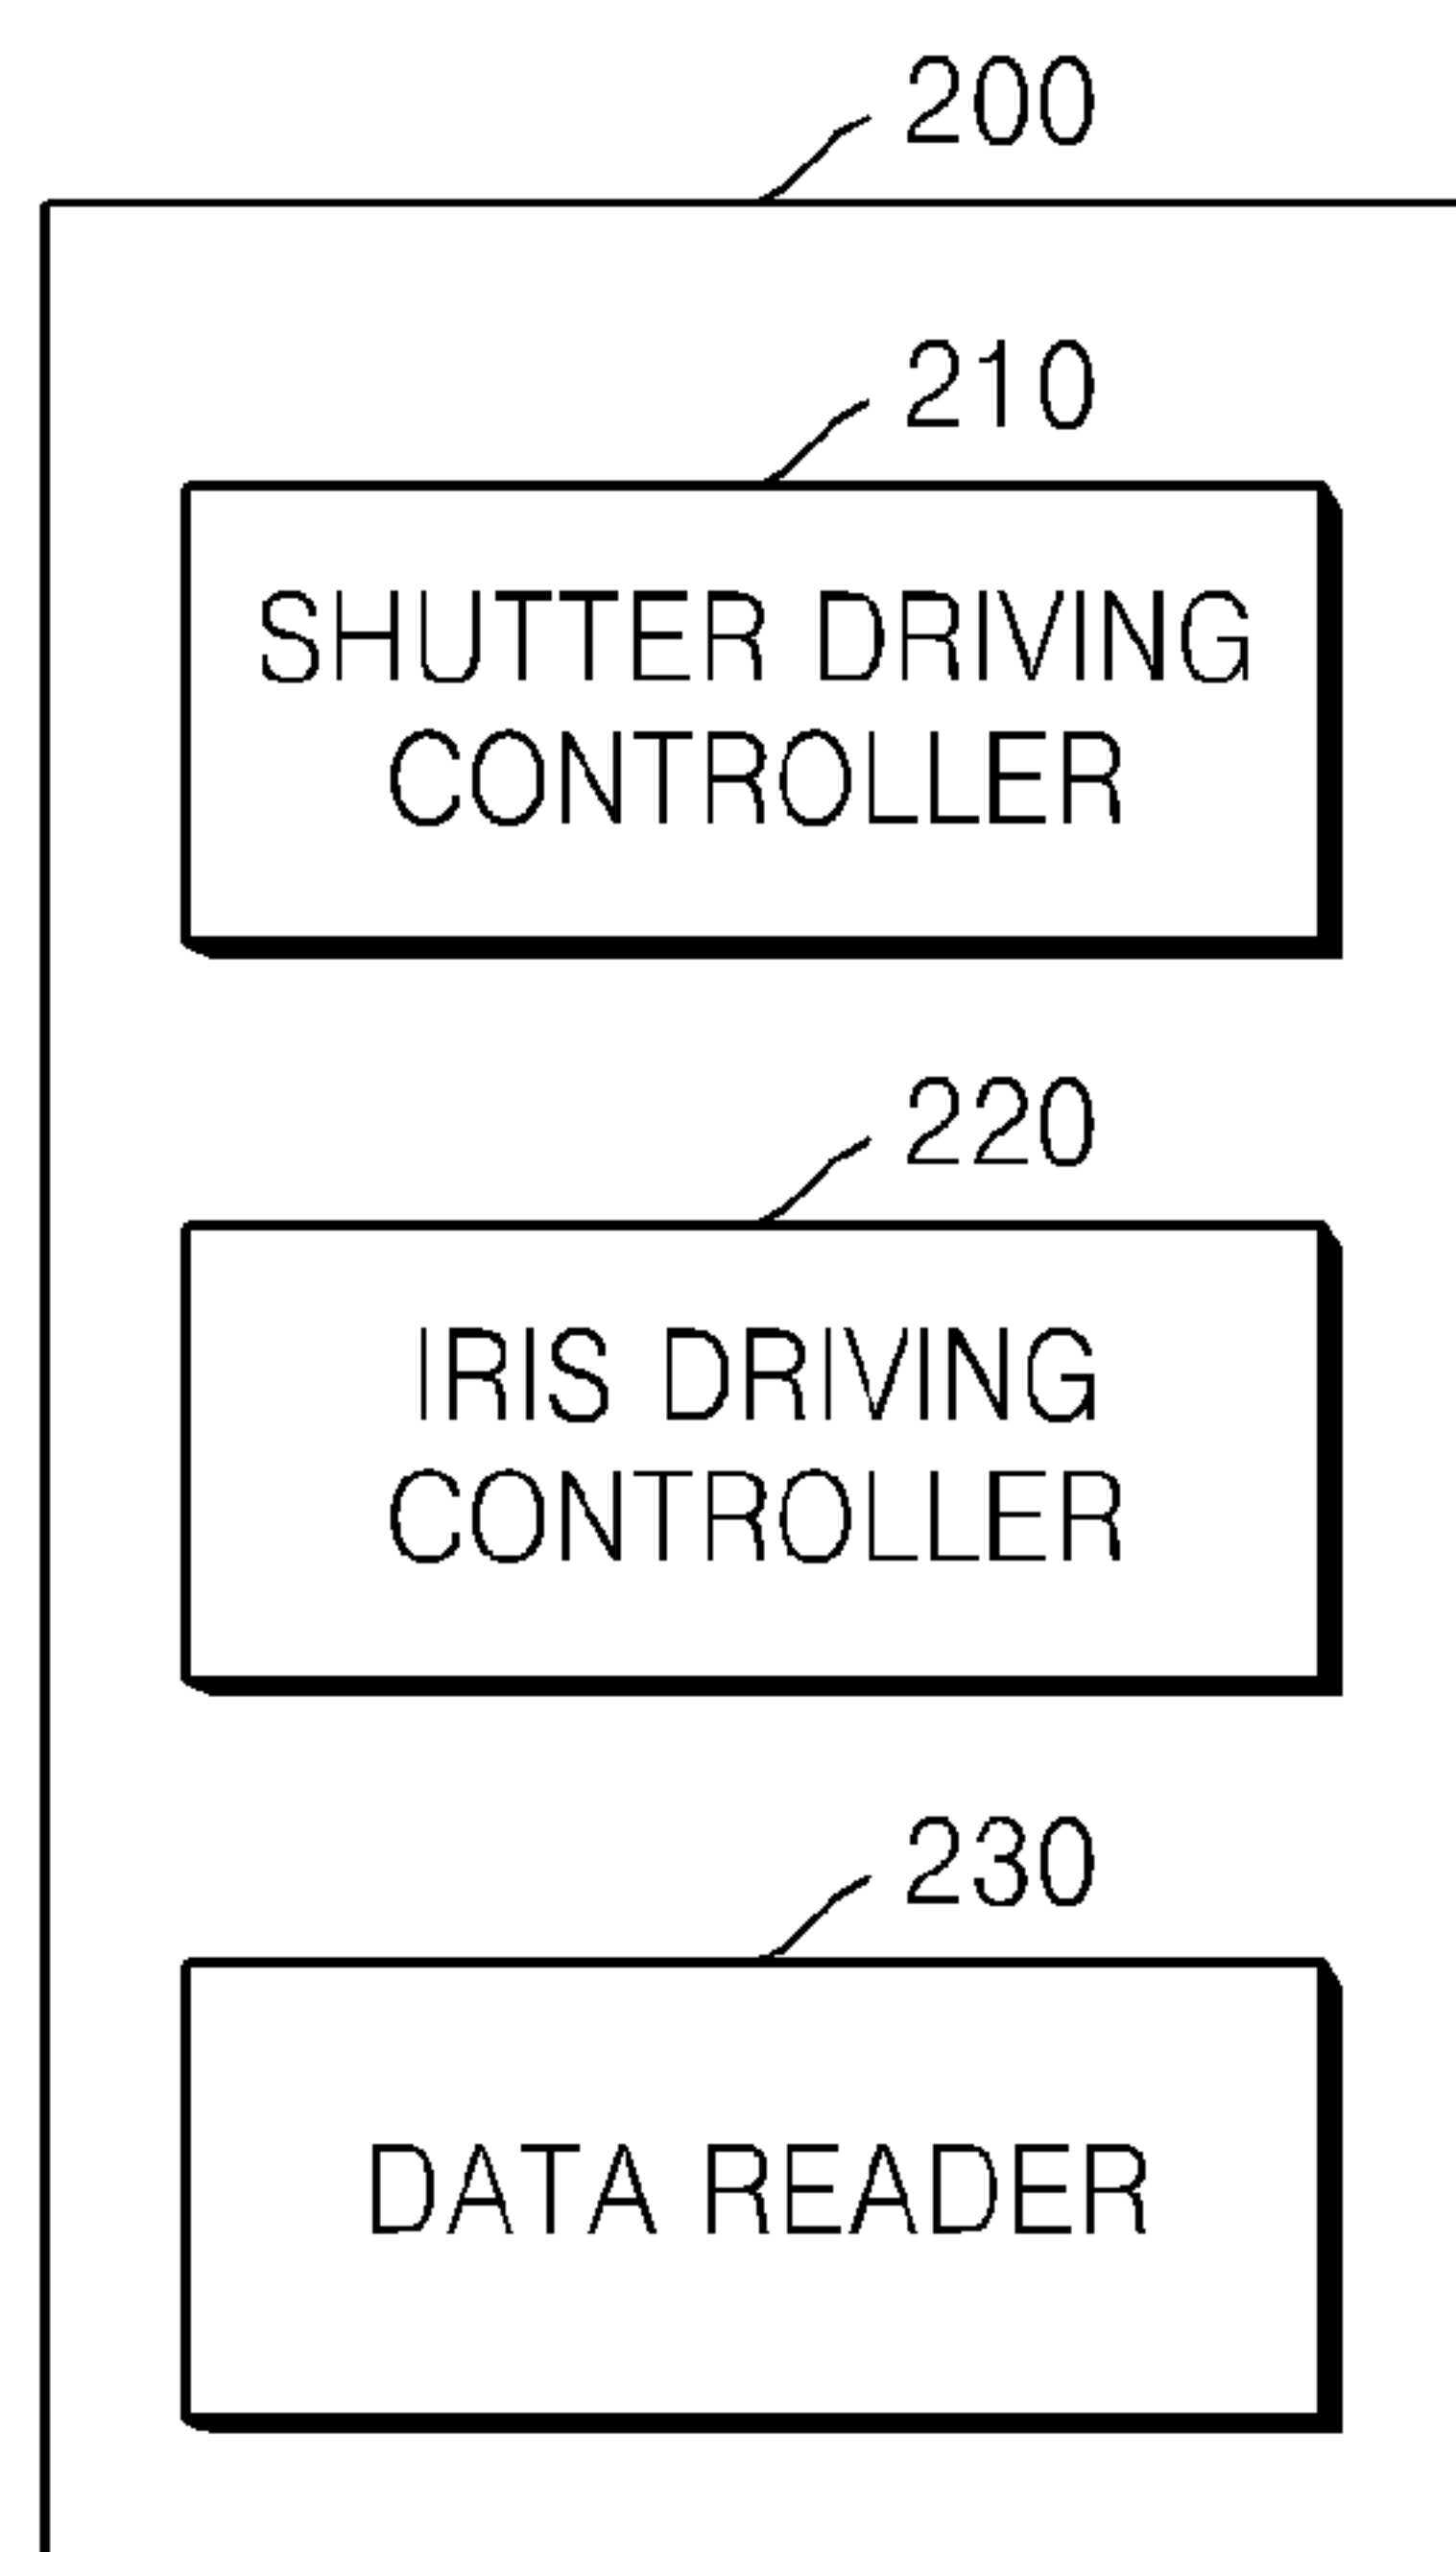 200
210
SHUTTER DRIVING
CONTROLLER
220
IRIS DRIVING
CONTROLLER
230
DATA READER